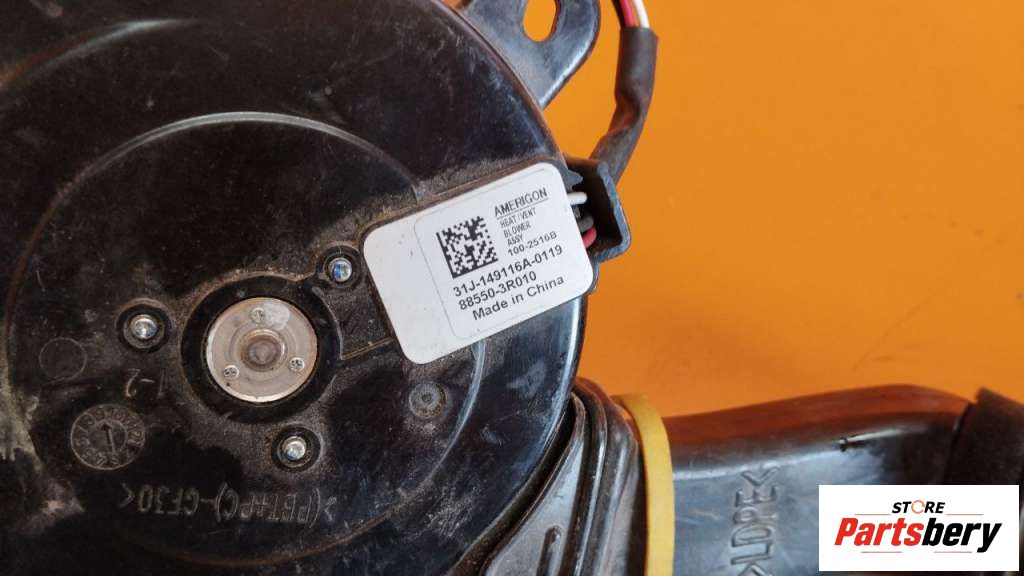 AMERIGON
HEAT/VENT
BLOWER
ASSY
100-2516B
31J-149116A-0119
88550-3R010
Made in China
1-2
>(PBT+PC)-GF30<
>LDPE<
STORE
Partsbery